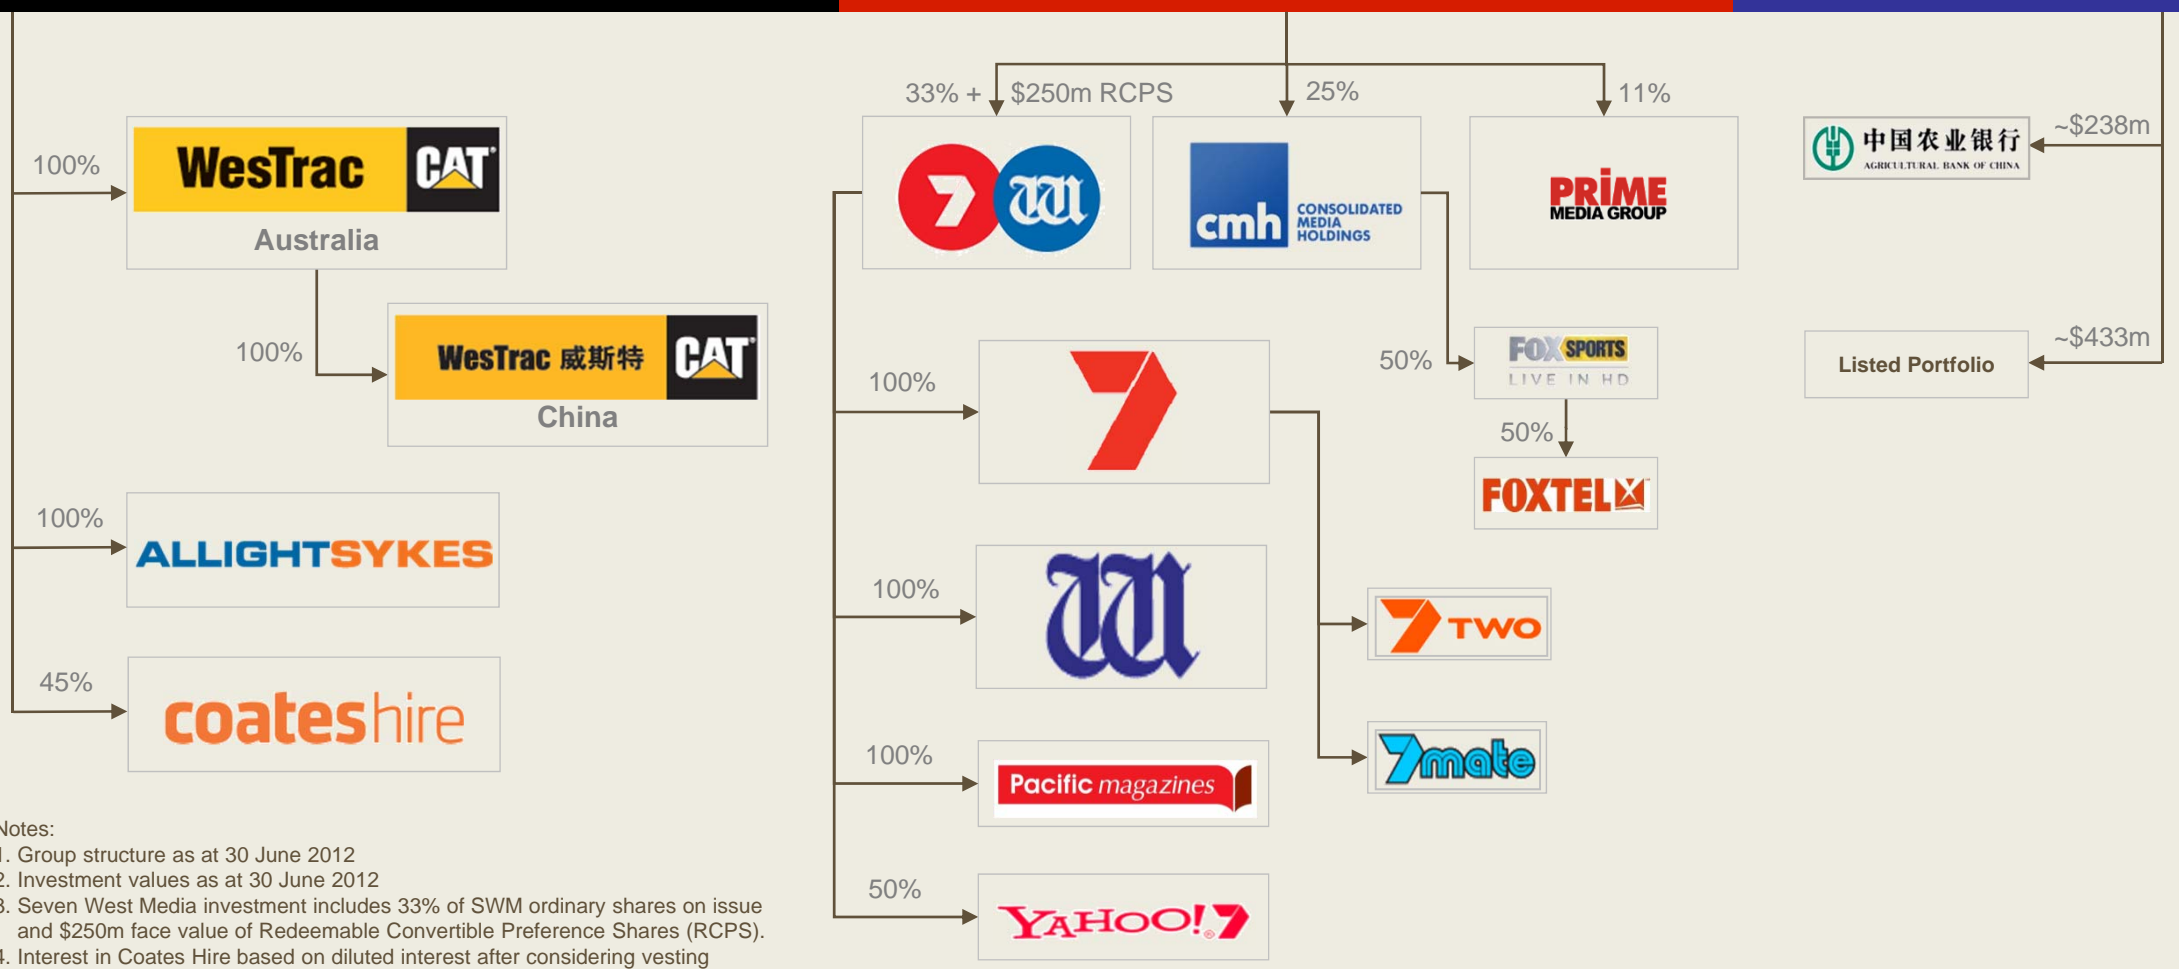 33% +
$250m RCPS
25%
11%
100%
WesTrac CAT
Australia
7
W
cmh CONSOLIDATED
MEDIA
HOLDINGS
PRIME
MEDIA GROUP
中国农业银行
AGRICULTURAL BANK OF CHINA
~$238m
100%
WesTrac 威斯特 CAT
China
100%
7
50%
FOX SPORTS
LIVE IN HD
50%
FOXTEL
Listed Portfolio
~$433m
100%
ALLIGHTSYKES
100%
W
7 TWO
45%
coateshire
100%
Pacific magazines
7mate
50%
YAHOO!7
Notes:
1. Group structure as at 30 June 2012
2. Investment values as at 30 June 2012
3. Seven West Media investment includes 33% of SWM ordinary shares on issue
and $250m face value of Redeemable Convertible Preference Shares (RCPS).
4. Interest in Coates Hire based on diluted interest after considering vesting